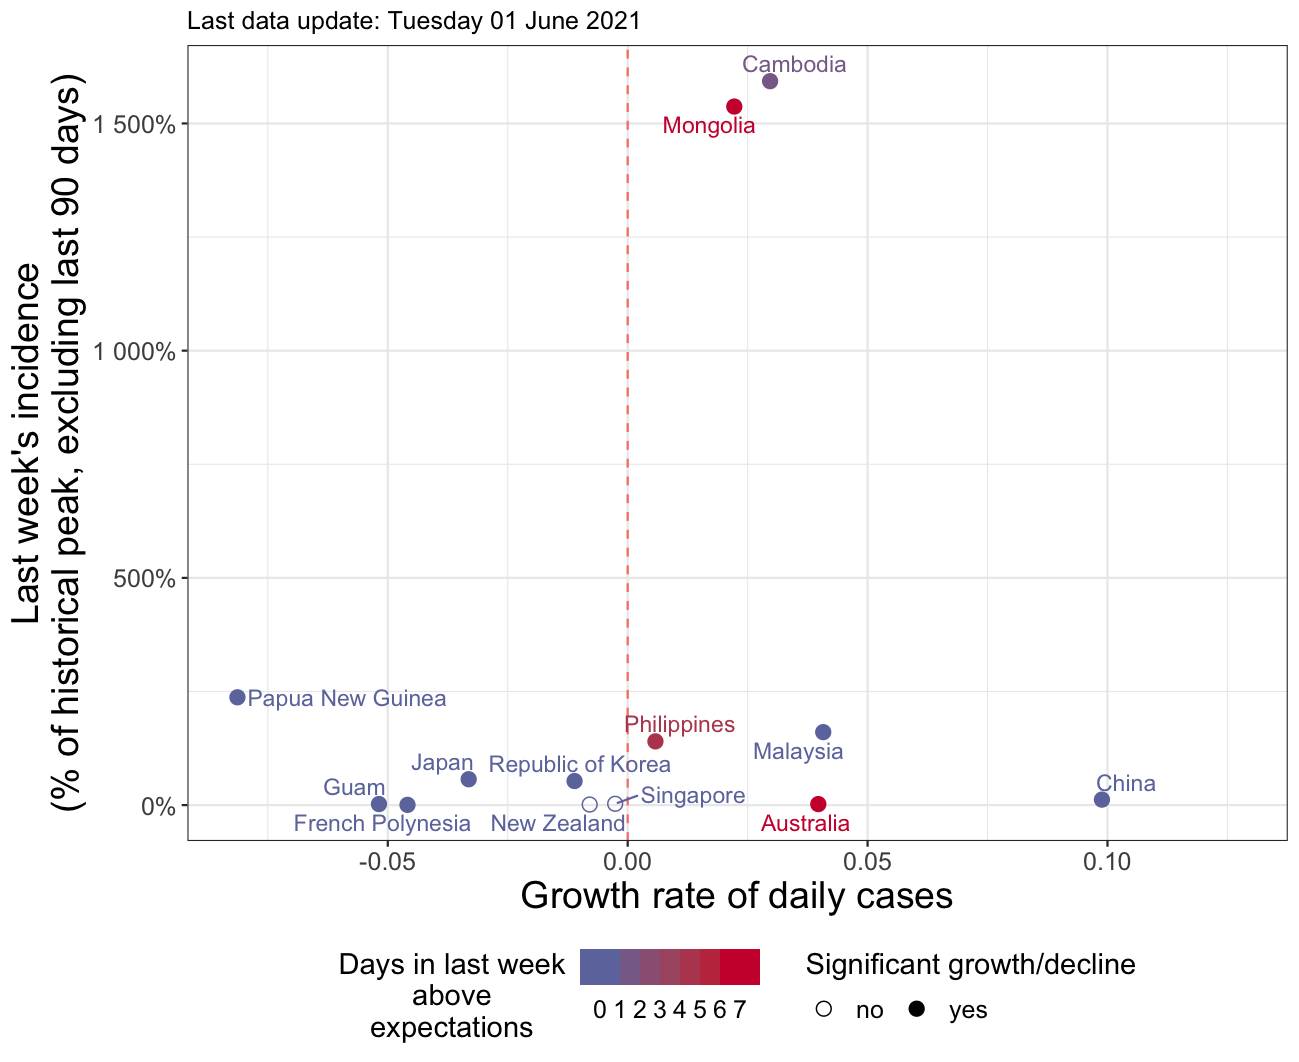 Last data update: Tuesday 01 June 2021
Last week's incidence
(% of historical peak, excluding last 90 days)
1 500%
1 000%
500%
0%
Cambodia
Mongolia
Papua New Guinea
Philippines
Malaysia
Japan
Republic of Korea
Guam
Singapore
China
French Polynesia
New Zealand
Australia
-0.05
0.00
0.05
0.10
Growth rate of daily cases
Days in last week
above
expectations
0 1 2 3 4 5 6 7
Significant growth/decline
no
yes